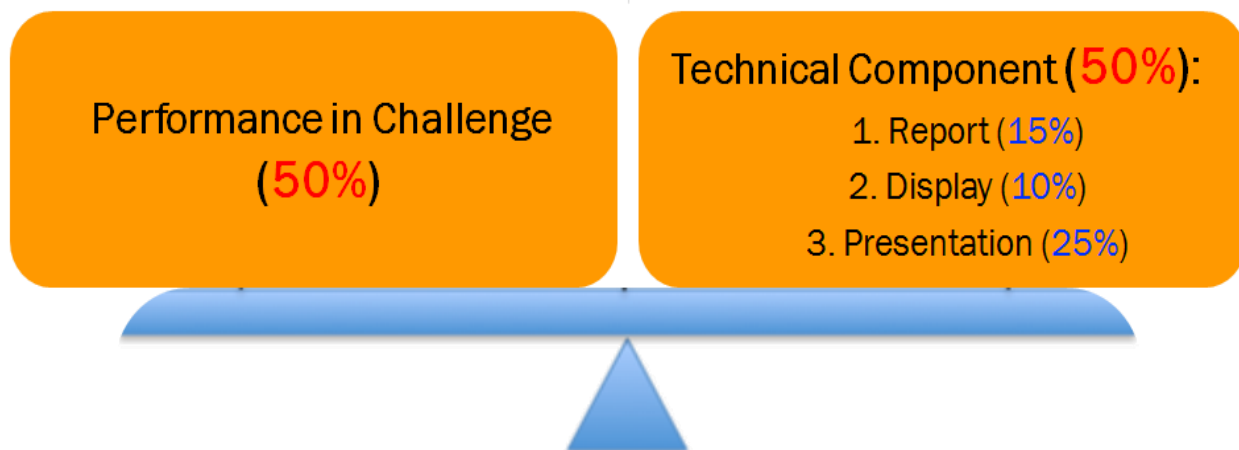 Performance in Challenge
(50%)
Technical Component (50%):
1. Report (15%)
2. Display (10%)
3. Presentation (25%)